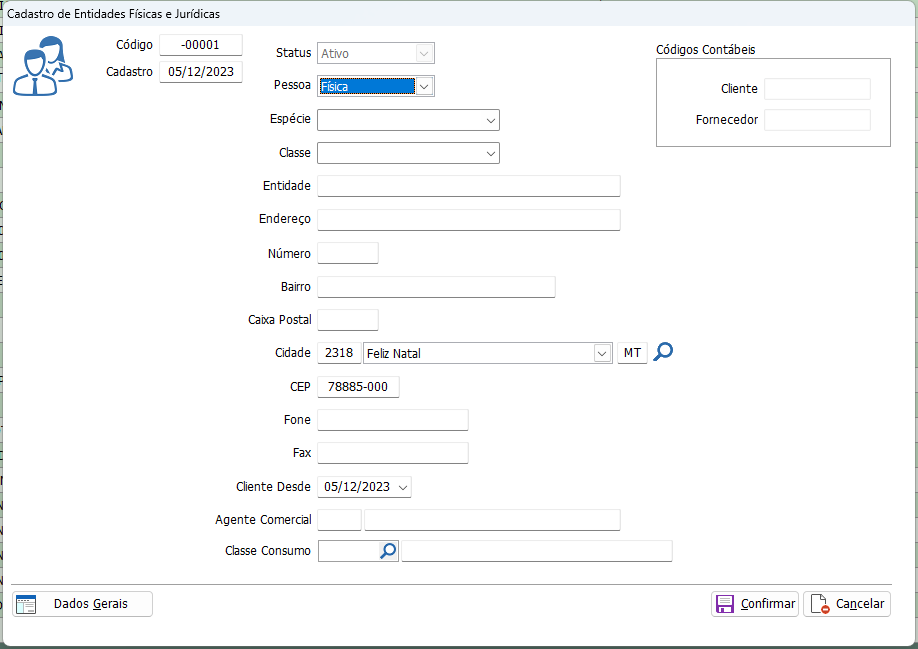 Cadastro de Entidades Físicas e Jurídicas
Código -00001
Cadastro 05/12/2023
Status Ativo
Pessoa Física
Espécie
Classe
Entidade
Endereço
Número
Bairro
Caixa Postal
Cidade 2318 Feliz Natal MT
CEP 78885-000
Fone
Fax
Cliente Desde 05/12/2023
Agente Comercial
Classe Consumo
Códigos Contábeis
Cliente
Fornecedor
Dados Gerais
Confirmar
Cancelar